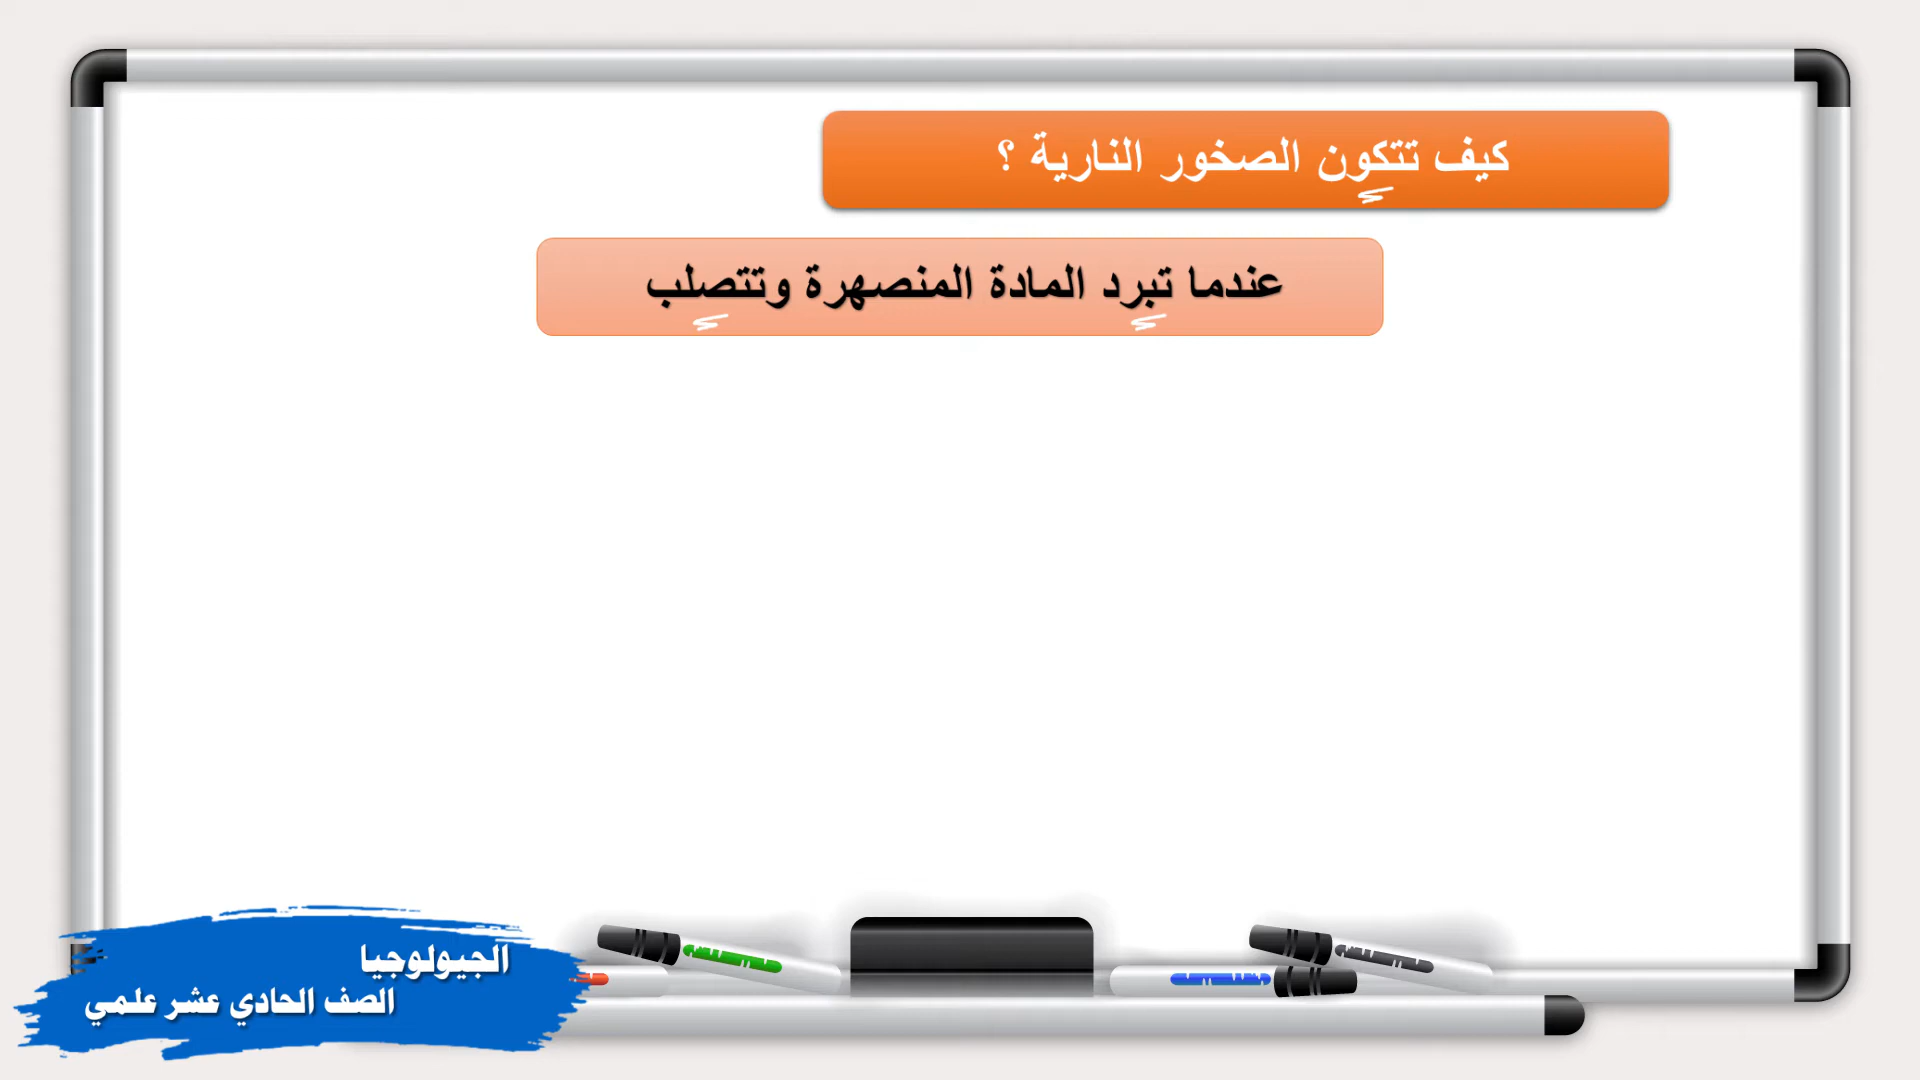 كيف تتكون الصخور النارية ؟
عندما تبرد المادة المنصهرة وتتصلب
الجيولوجيا
الصف الحادي عشر علمي